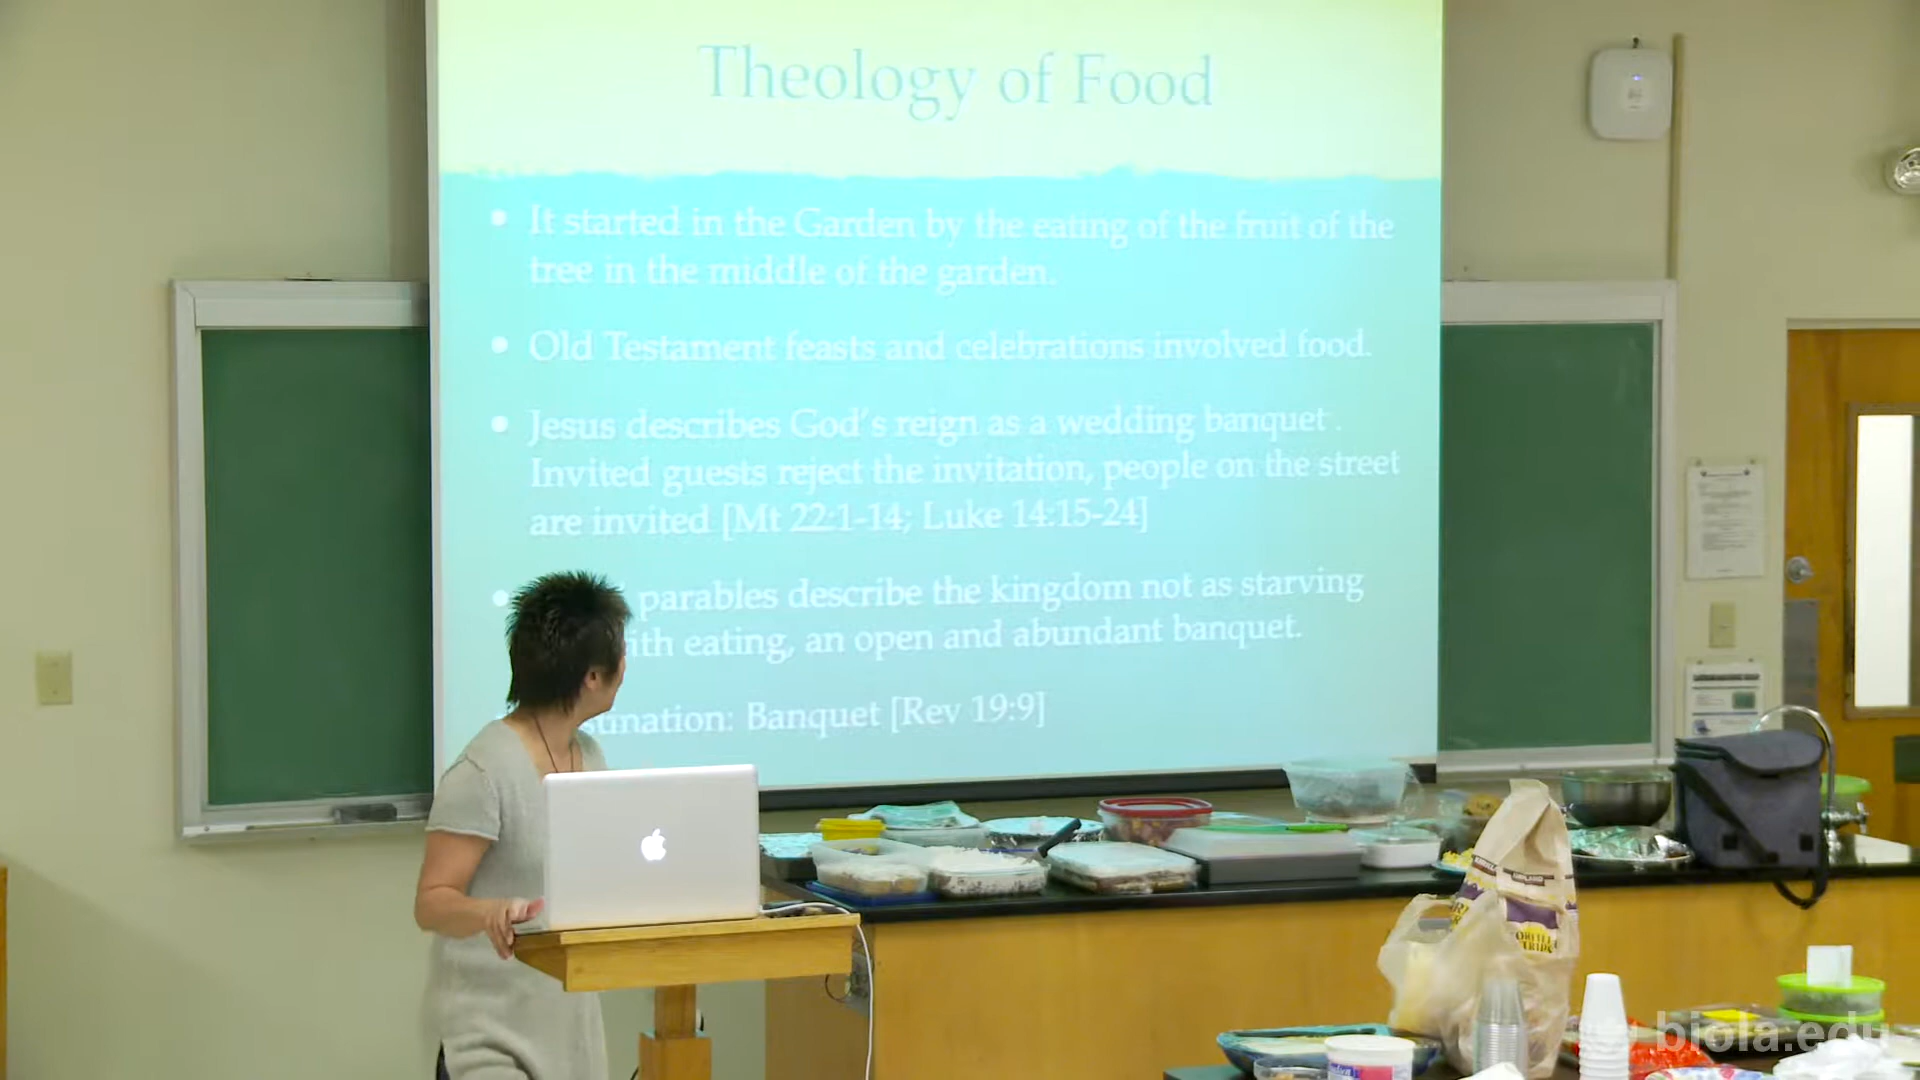 Theology of Food
• It started in the Garden by the eating of the fruit of the
tree in the middle of the garden.
• Old Testament feasts and celebrations involved food.
• Jesus describes God's reign as a wedding banquet .
Invited guests reject the invitation, people on the street
are invited [Mt 22:1-14; Luke 14:15-24]
• parables describe the kingdom not as starving
ith eating, an open and abundant banquet.
stination: Banquet [Rev 19:9]
biola.edu